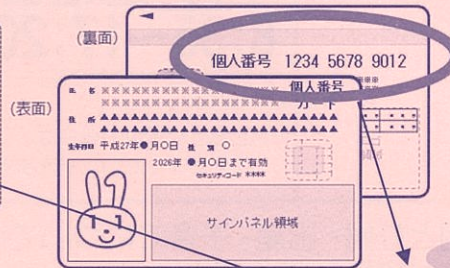 (裏面)
個人番号 1234 5678 9012
(表面)
氏 名 ※※※※※※※※※※※※※※※※ 個人番号
※※※※※※※※※※※※※※※※ カード
住 所 ▲▲▲▲▲▲▲▲▲▲▲▲▲▲▲▲▲▲▲▲▲▲▲
▲▲▲▲▲▲▲▲▲▲▲▲▲▲▲▲▲▲▲▲▲▲▲
生年月日 平成27年●月○日 性 別 ○
2026年 ●月○日まで有効
セキュリティコード ****
11
サインパネル領域